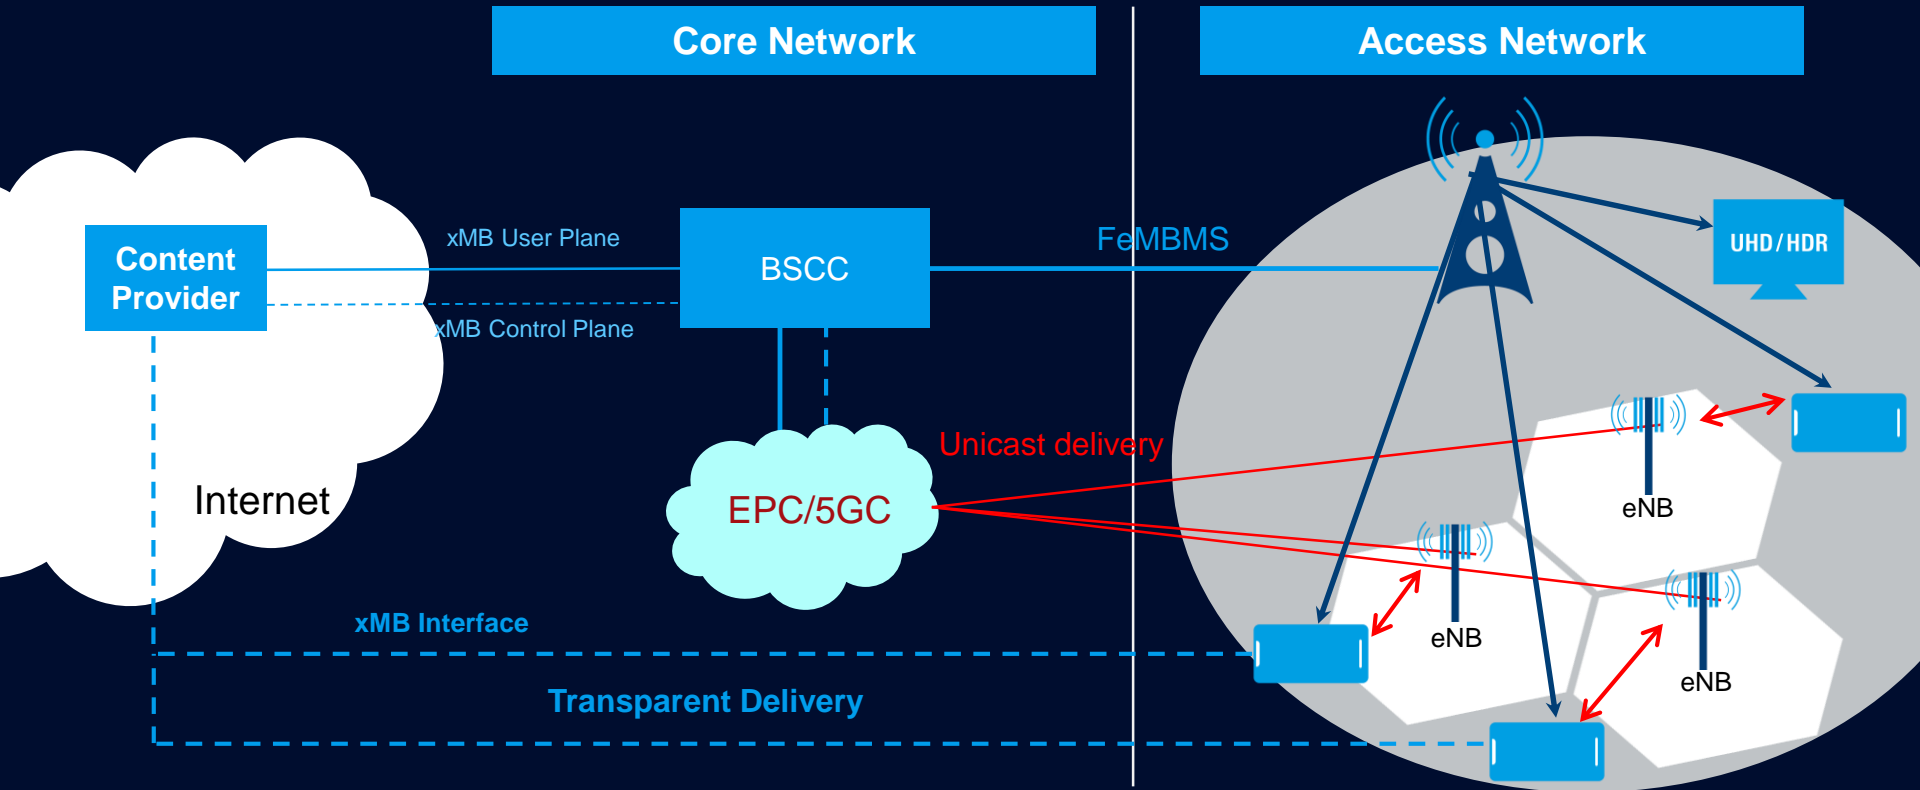 Core Network
Access Network
Content
Provider
xMB User Plane
BSCC
FeMBMS
UHD/HDR
xMB Control Plane
Unicast delivery
Internet
EPC/5GC
eNB
eNB
eNB
xMB Interface
Transparent Delivery